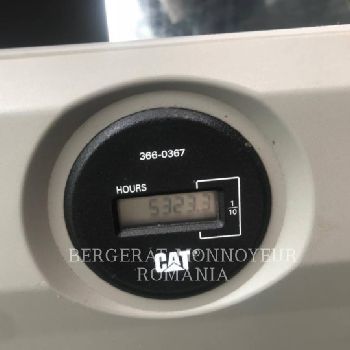 366-0367
HOURS
5323.3
1/10
BERGERAT MONNOYEUR
CAT®
ROMANIA